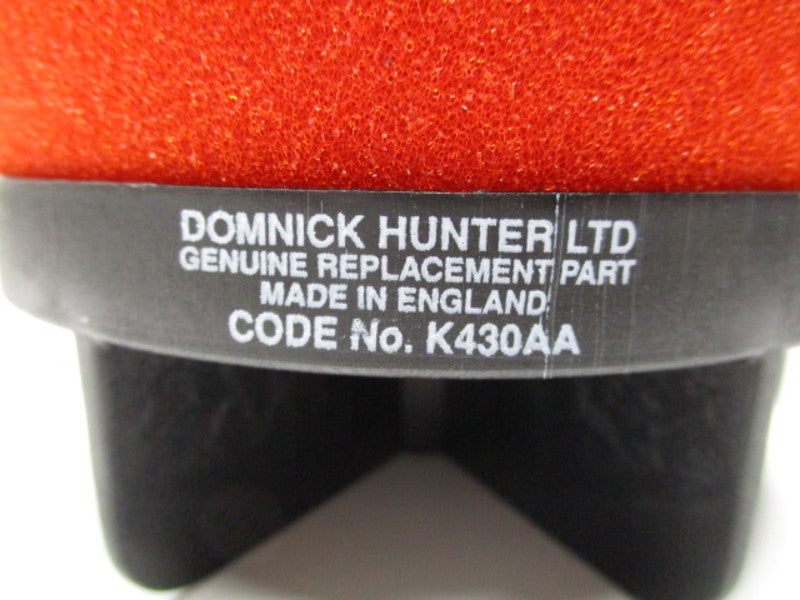 DOMNICK HUNTER LTD
GENUINE REPLACEMENT PART
MADE IN ENGLAND
CODE No. K430AA